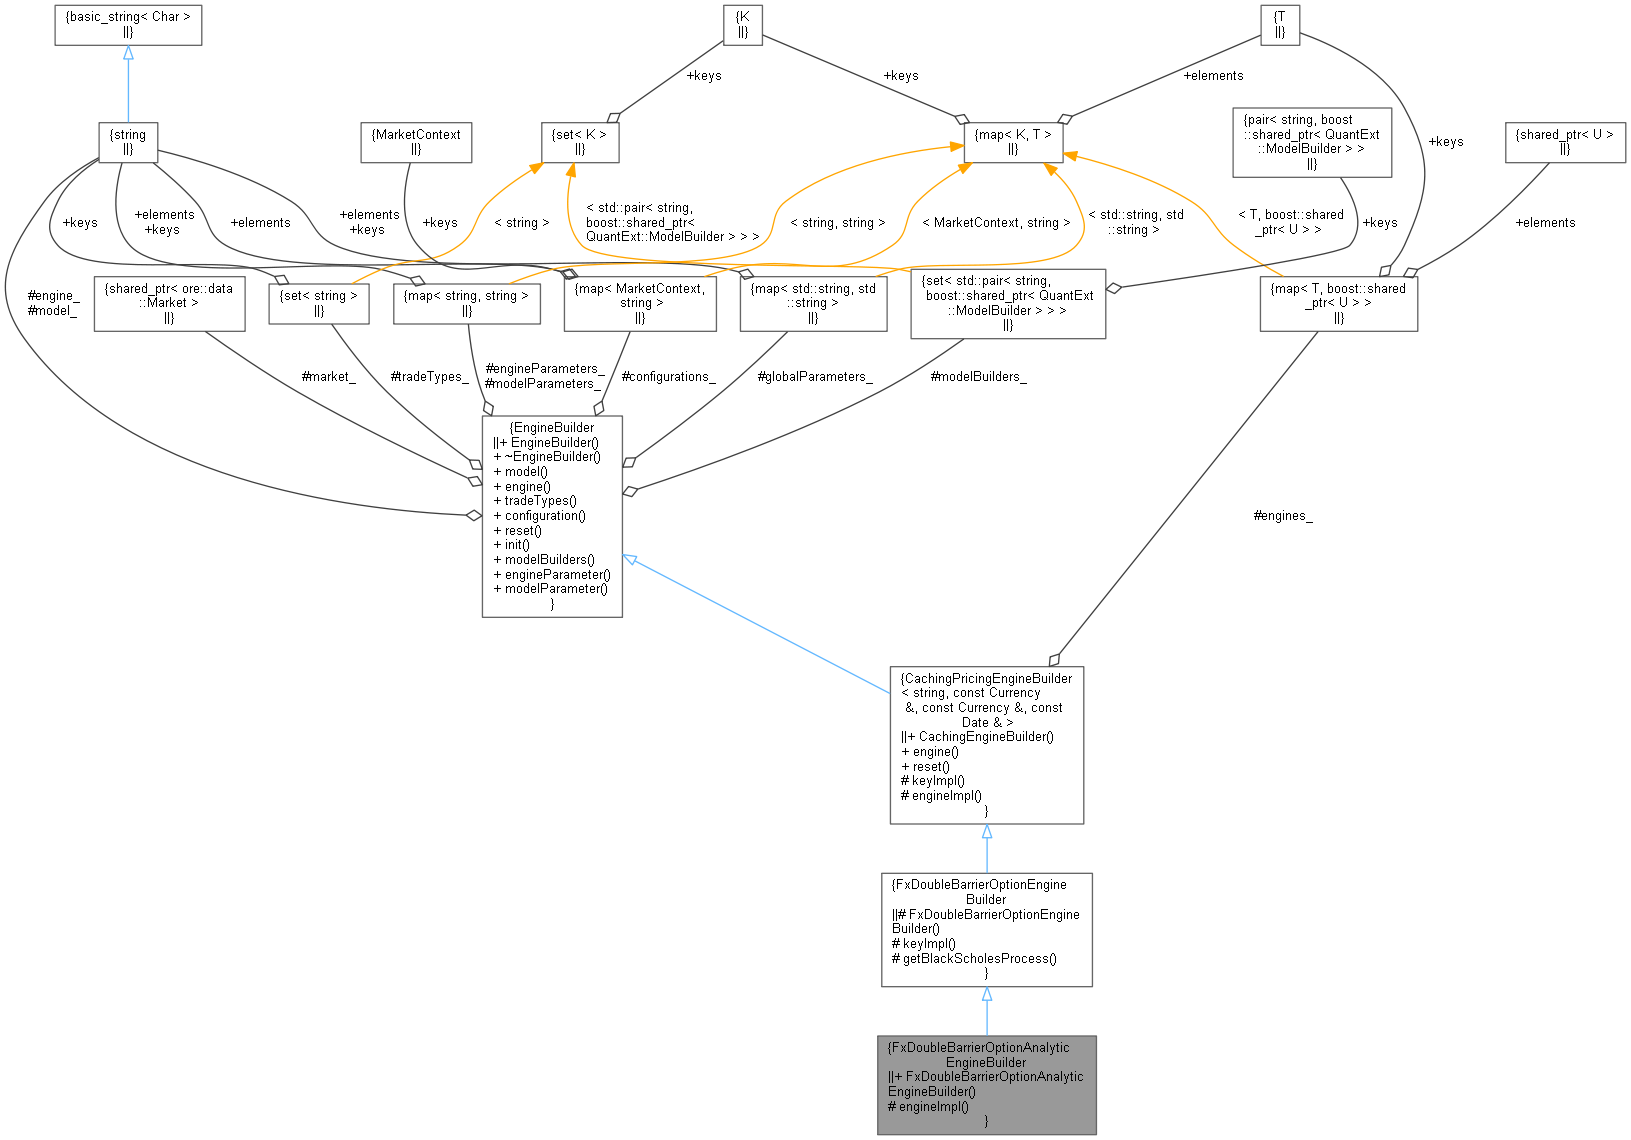 {basic_string< Char >
||}
{K
||}
{T
||}
+keys
+keys
+elements
{string
||}
{MarketContext
||}
{set< K >
||}
{map< K, T >
||}
{pair< string, boost
::shared_ptr< QuantExt
::ModelBuilder > >
||}
+keys
{shared_ptr< U >
||}
+keys
+elements
+keys
+elements
+elements
+keys
+keys
< string >
< std::pair< string,
boost::shared_ptr<
QuantExt::ModelBuilder > > >
< string, string >
< MarketContext, string >
< std::string, std
::string >
< T, boost::shared
_ptr< U > >
+keys
+elements
#engine_
#model_
{shared_ptr< ore::data
::Market >
||}
{set< string >
||}
{map< string, string >
||}
{map< MarketContext,
string >
||}
{map< std::string, std
::string >
||}
{set< std::pair< string,
boost::shared_ptr< QuantExt
::ModelBuilder > > >
||}
{map< T, boost::shared
_ptr< U > >
||}
#market_
#tradeTypes_
#engineParameters_
#modelParameters_
#configurations_
#globalParameters_
#modelBuilders_
{EngineBuilder
||+ EngineBuilder()
+ ~EngineBuilder()
+ model()
+ engine()
+ tradeTypes()
+ configuration()
+ reset()
+ init()
+ modelBuilders()
+ engineParameter()
+ modelParameter()
}
#engines_
{CachingPricingEngineBuilder
< string, const Currency
&, const Currency &, const
Date & >
||+ CachingEngineBuilder()
+ engine()
+ reset()
# keyImpl()
# engineImpl()
}
{FxDoubleBarrierOptionEngine
Builder
||# FxDoubleBarrierOptionEngine
Builder()
# keyImpl()
# getBlackScholesProcess()
}
{FxDoubleBarrierOptionAnalytic
EngineBuilder
||+ FxDoubleBarrierOptionAnalytic
EngineBuilder()
# engineImpl()
}